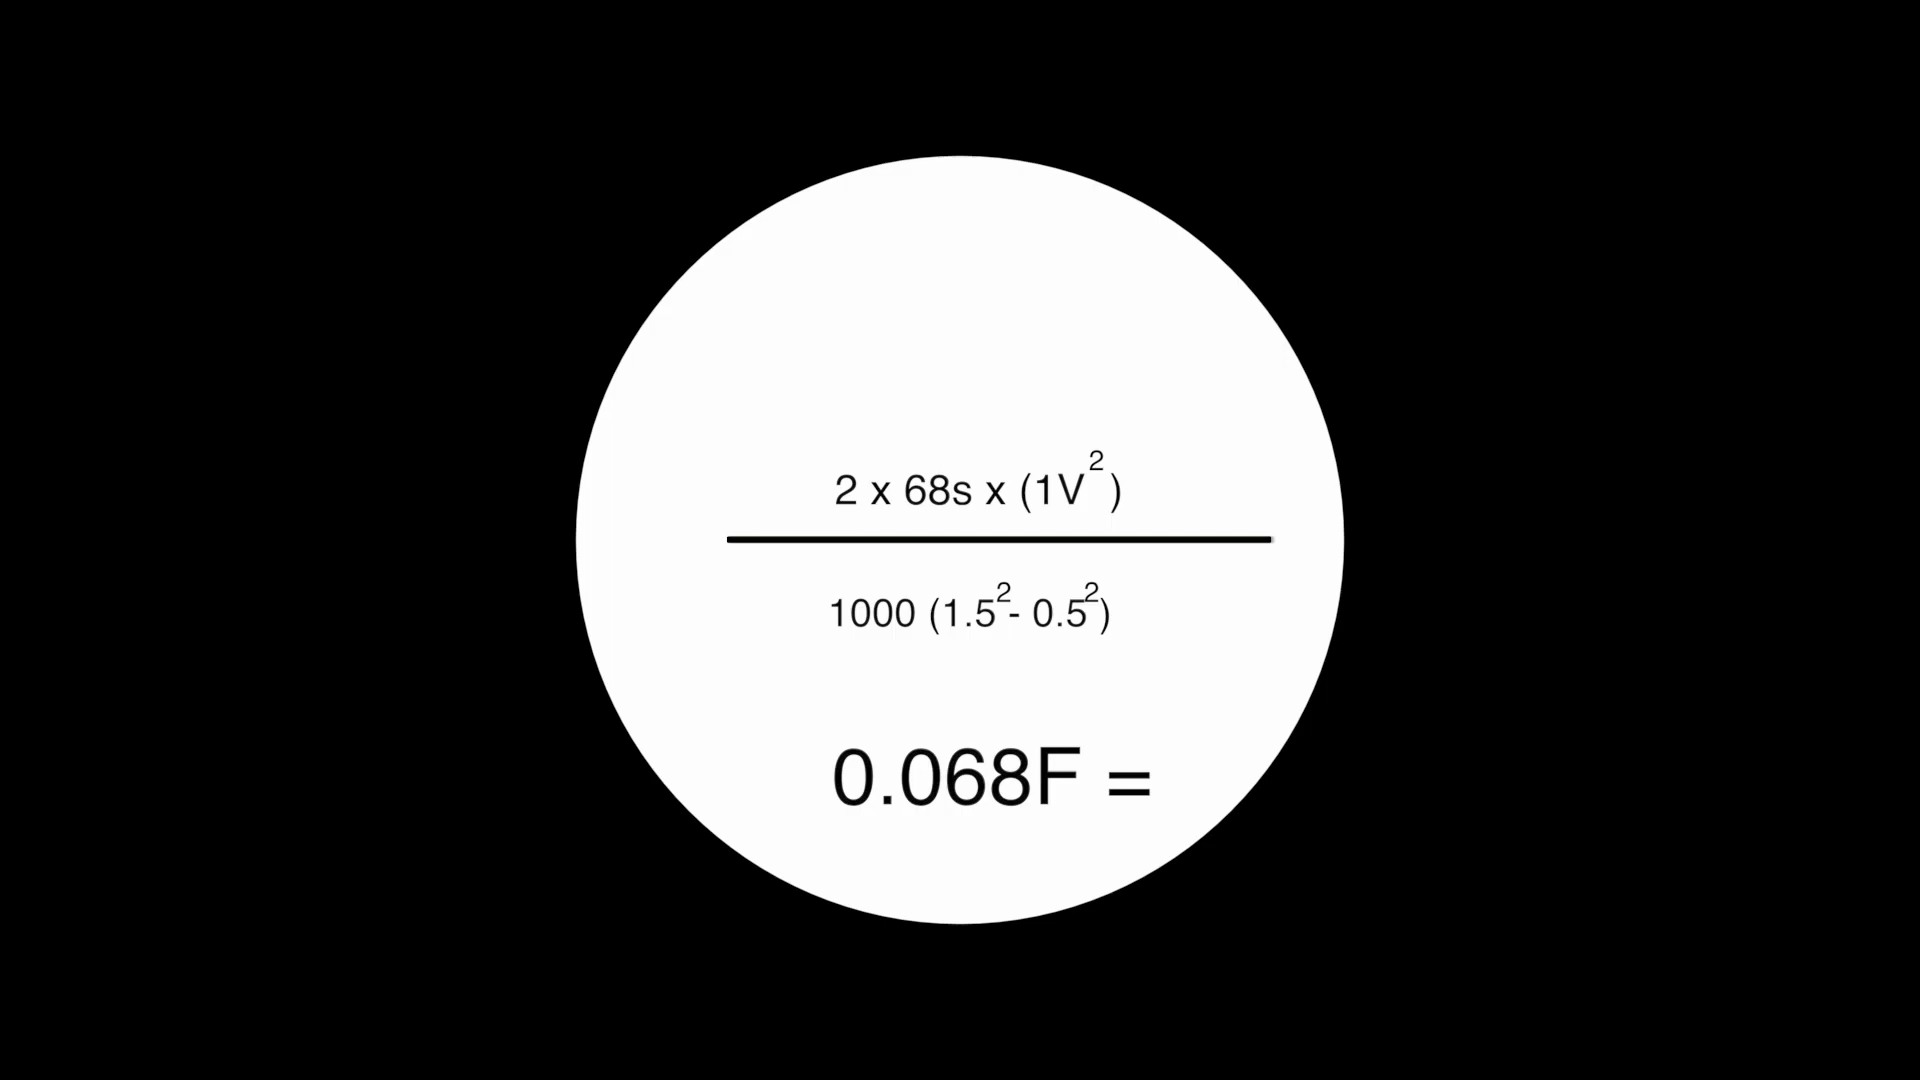 2 x 68s x (1V²)
1000 (1.5²- 0.5²)
0.068F =